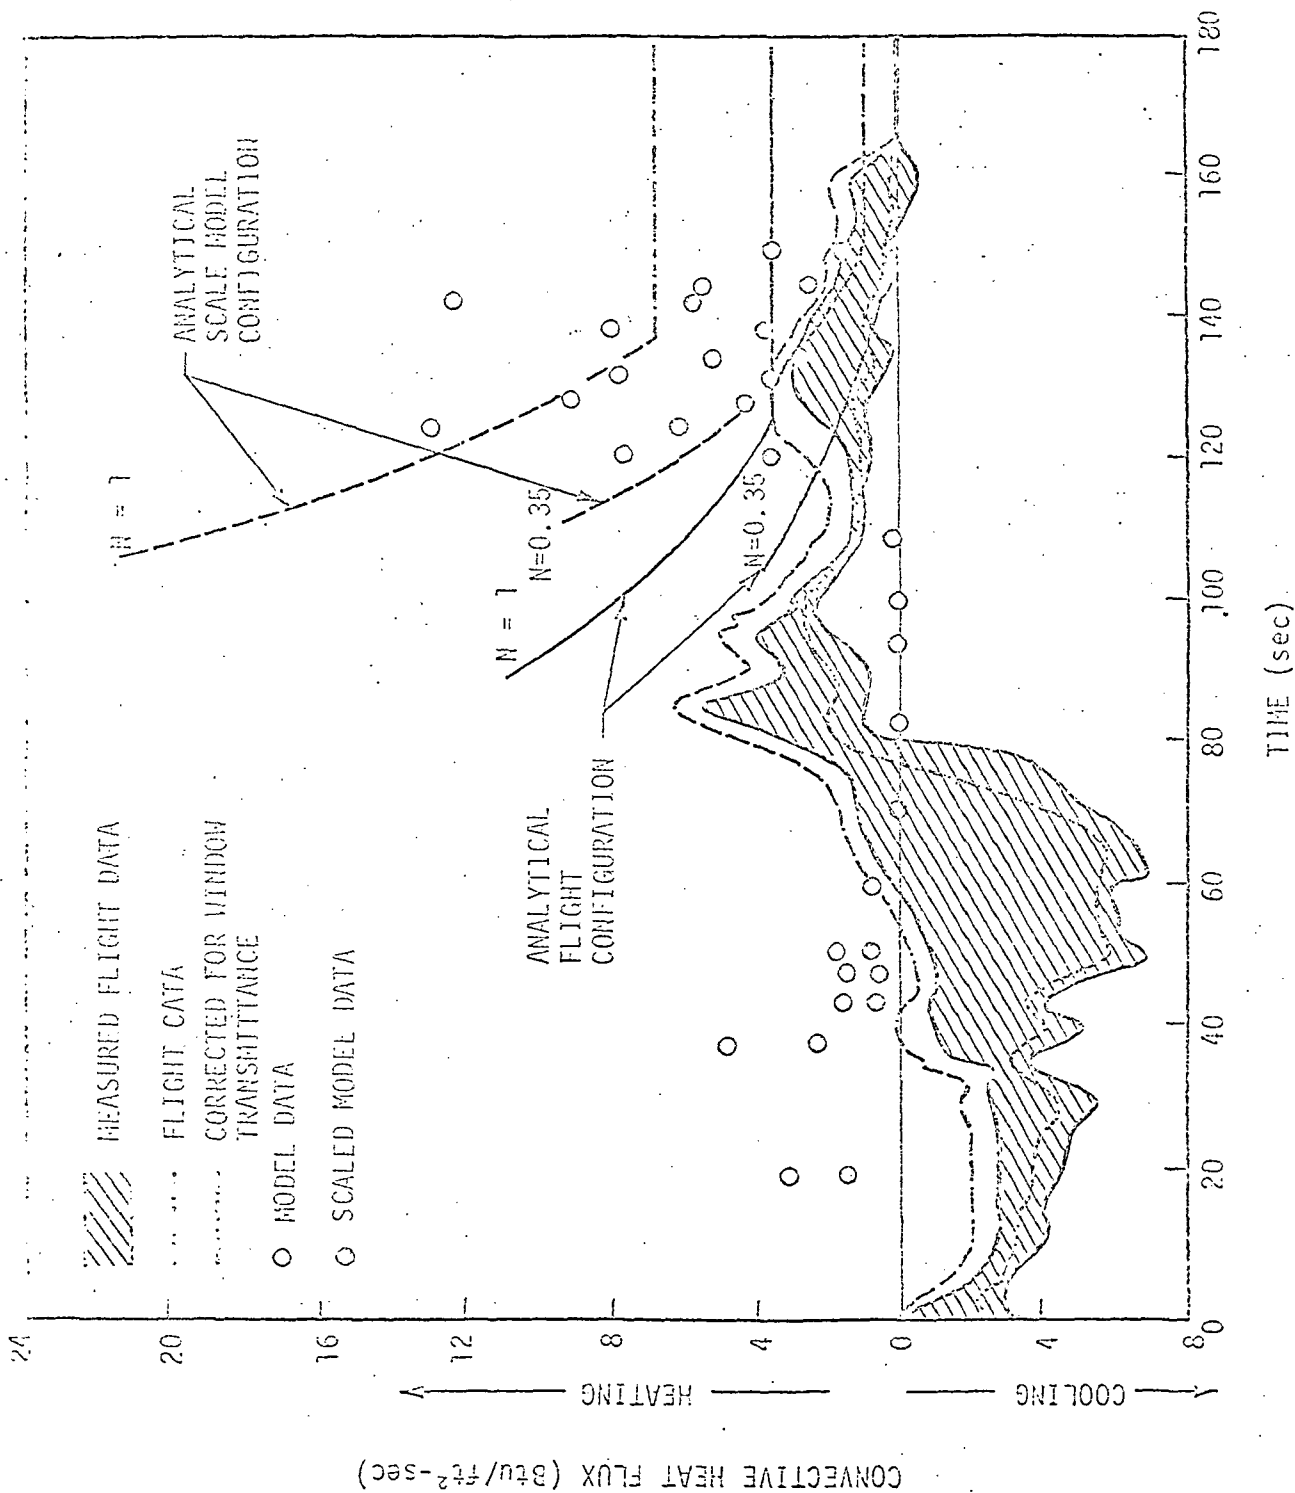 24
20
16
12
8
4
0
4
8
HEATING
COOLING
CONVECTIVE HEAT FLUX (Btu/ft²-sec)
MEASURED FLIGHT DATA
FLIGHT CATA
CORRECTED FOR WINDOW
TRANSMITTANCE
MODEL DATA
SCALED MODEL DATA
ANALYTICAL
SCALE MODEL
CONFIGURATION
N = 1
N=0.35
N = 1
N=0.35
ANALYTICAL
FLIGHT
CONFIGURATION
0
20
40
60
80
100
120
140
160
180
TIME (sec)